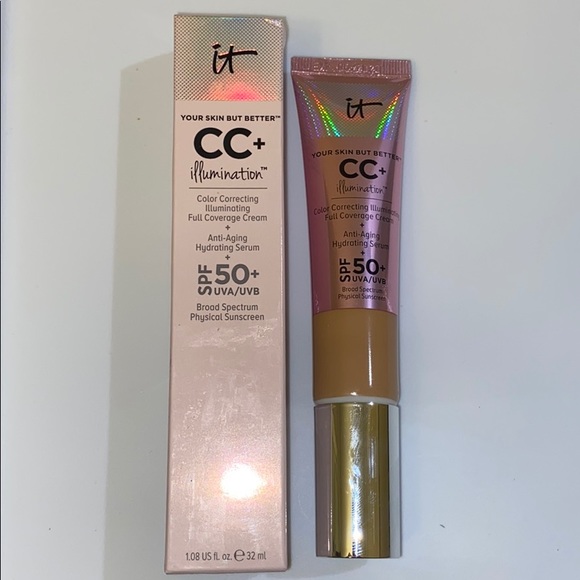 it
YOUR SKIN BUT BETTER™
CC+
illumination™
Color Correcting
Illuminating
Full Coverage Cream
+
Anti-Aging
Hydrating Serum
+
SPF 50+
UVA/UVB
Broad Spectrum
Physical Sunscreen
1.08 US fl. oz. ℮ 32 ml
it
YOUR SKIN BUT BETTER™
CC+
illumination™
Color Correcting Illuminating
Full Coverage Cream
+
Anti-Aging
Hydrating Serum
+
SPF 50+
UVA/UVB
Broad Spectrum
Physical Sunscreen